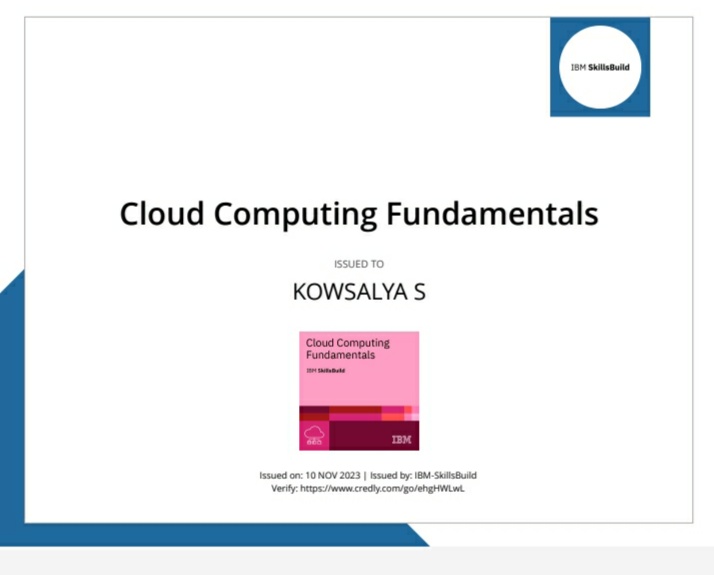 IBM SkillsBuild
Cloud Computing Fundamentals
ISSUED TO
KOWSALYA S
Cloud Computing
Fundamentals
IBM SkillsBuild
IBM
Issued on: 10 NOV 2023 | Issued by: IBM-SkillsBuild
Verify: https://www.credly.com/go/ehgHWLwL